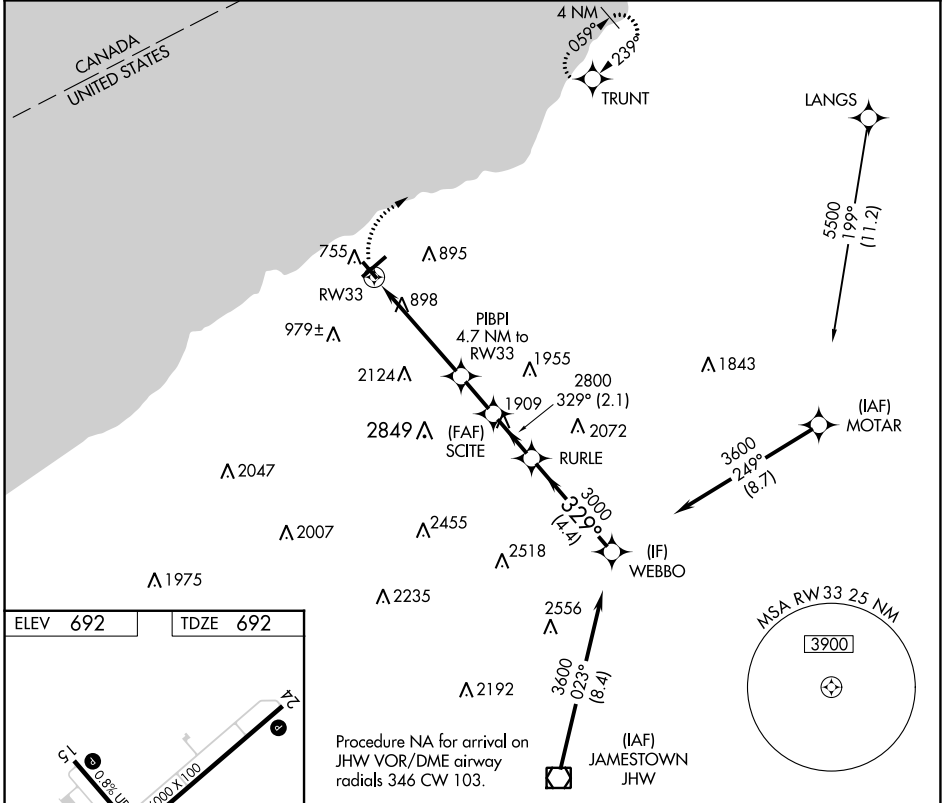 4 NM
059°
239°
CANADA
UNITED STATES
TRUNT
LANGS
5500
199°
(11.2)
755
895
RW33
898
PIBPI
4.7 NM to
RW33
979±
1955
1843
2124
2800
329° (2.1)
1909
(IAF)
MOTAR
2849
(FAF)
SCITE
2072
RURLE
3600
249°
(8.7)
2047
3000
329°
(4.4)
2007
2455
2518
(IF)
WEBBO
1975
2235
MSA RW33 25 NM
3900
ELEV 692
TDZE 692
2556
3600
023°
(8.4)
2192
24
P
15
P
0.8% UP
6000 X 100
Procedure NA for arrival on
JHW VOR/DME airway
radials 346 CW 103.
(IAF)
JAMESTOWN
JHW